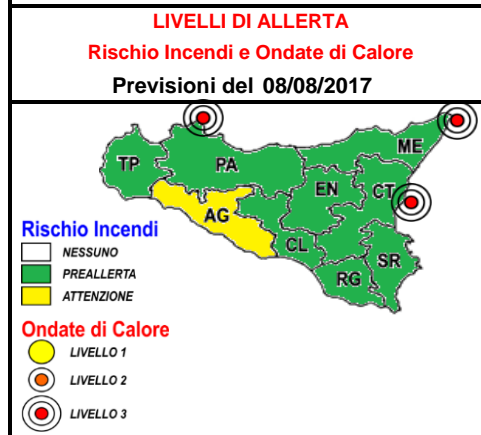 LIVELLI DI ALLERTA
Rischio Incendi e Ondate di Calore
Previsioni del 08/08/2017
ME
TP
PA
EN
CT
AG
CL
SR
RG
Rischio Incendi
NESSUNO
PREALLERTA
ATTENZIONE
Ondate di Calore
LIVELLO 1
LIVELLO 2
LIVELLO 3